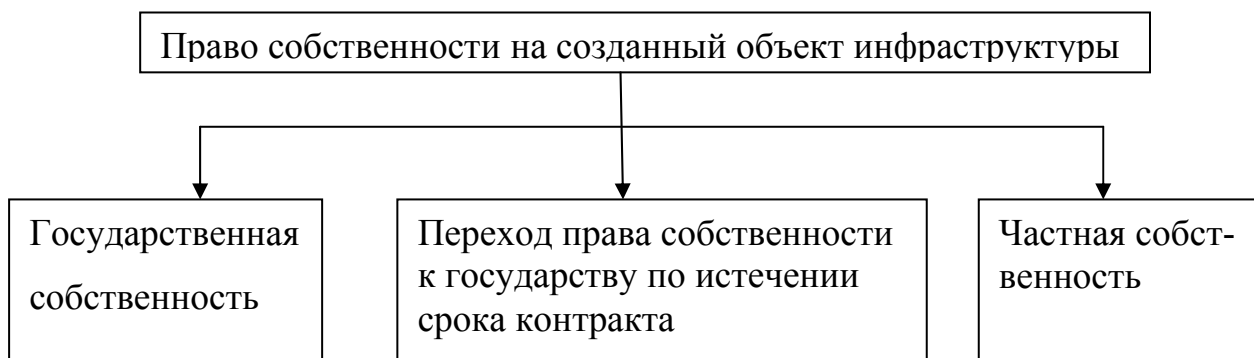 Право собственности на созданный объект инфраструктуры
Государственная
собственность
Переход права собственности
к государству по истечении
срока контракта
Частная собст-
венность